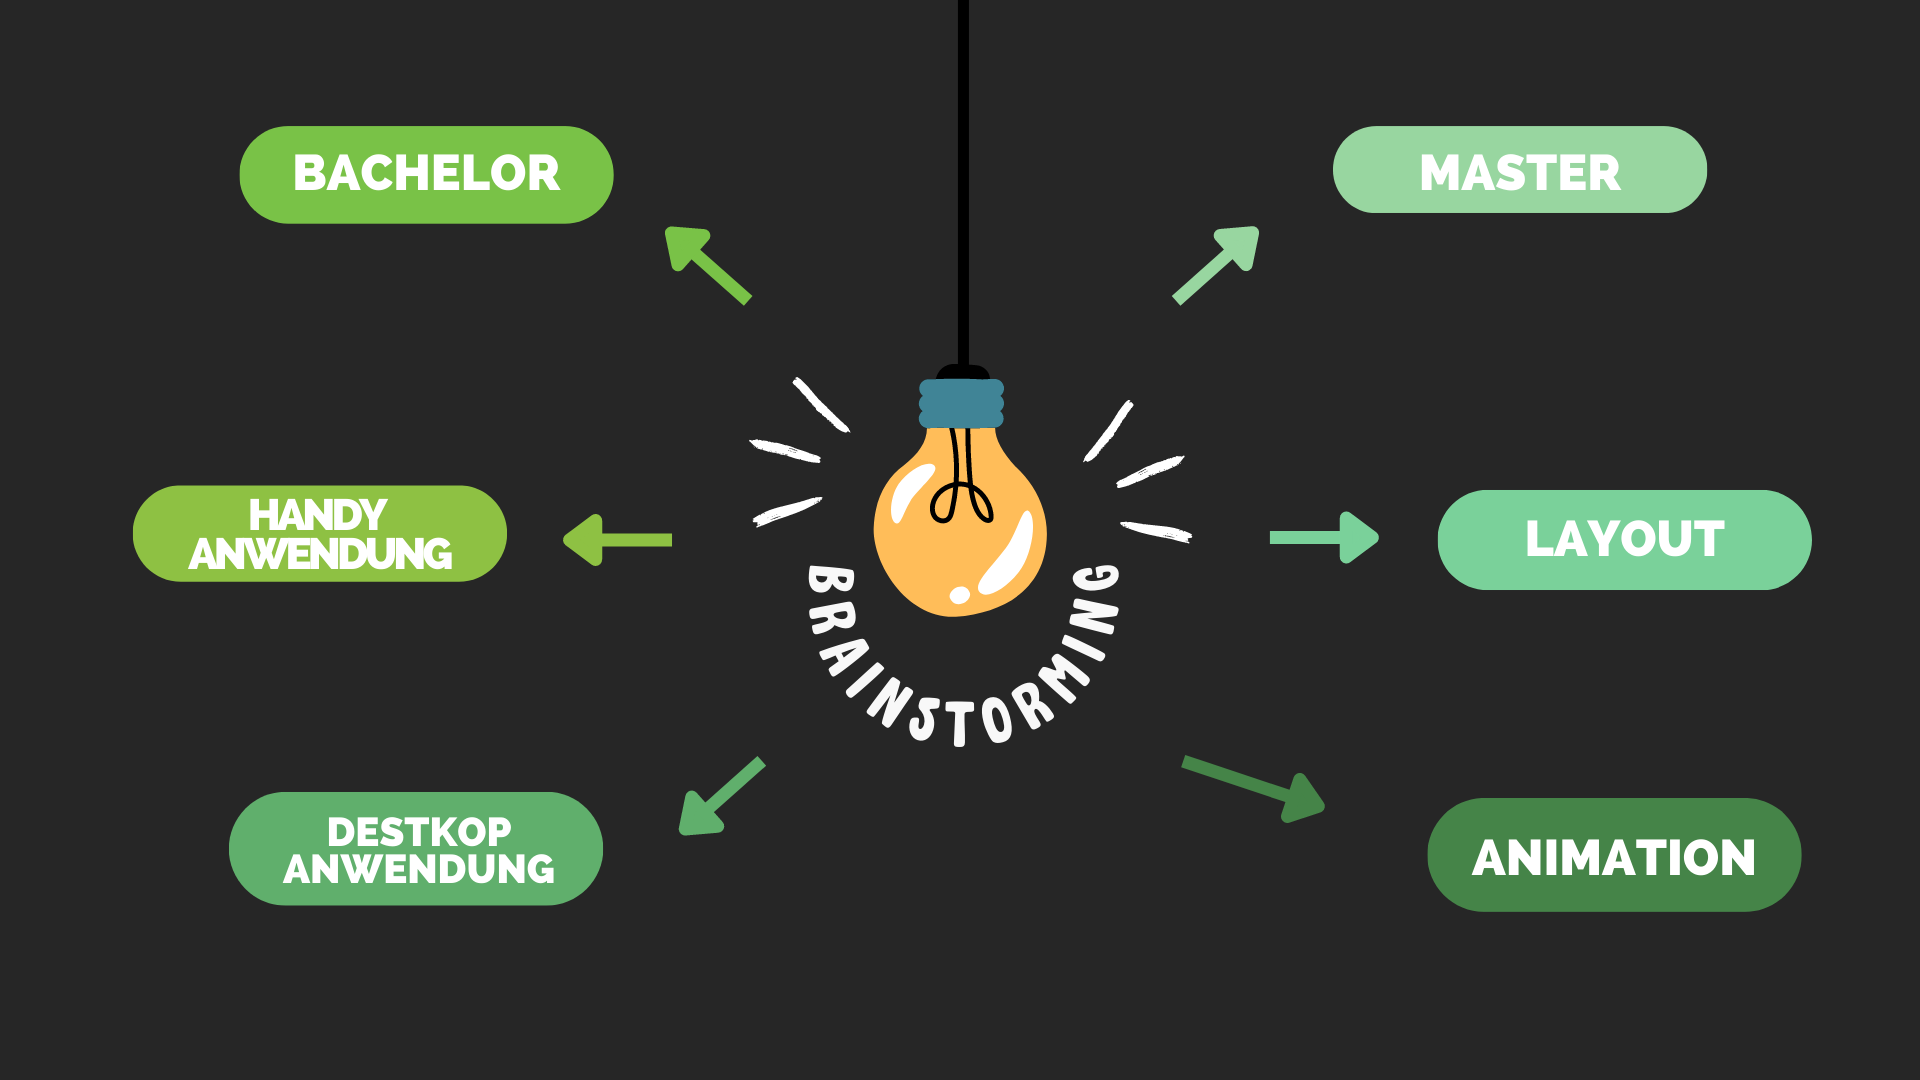 BACHELOR
MASTER
HANDY
ANWENDUNG
LAYOUT
BRAINSTORMING
DESTKOP
ANWENDUNG
ANIMATION